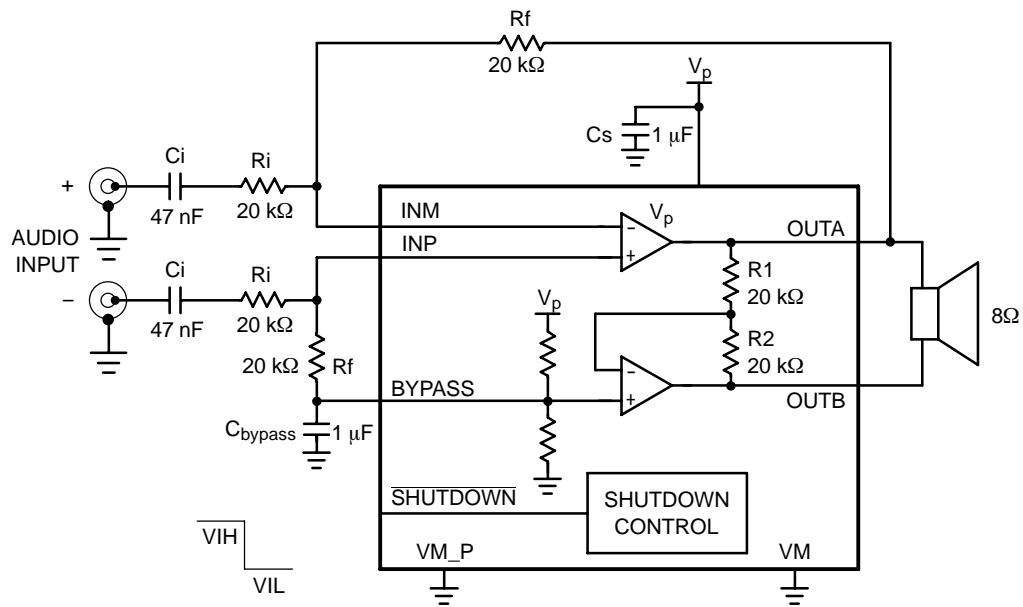 Rf
20 kΩ
Vp
Cs
1 μF
Ci
Ri
+
47 nF
20 kΩ
AUDIO
INPUT
INM
INP
Vp
−
+
OUTA
Ci
Ri
−
47 nF
20 kΩ
R1
20 kΩ
Vp
R2
20 kΩ
8Ω
20 kΩ
Rf
−
+
BYPASS
OUTB
Cbypass
1 μF
SHUTDOWN
SHUTDOWN
CONTROL
VIH
VIL
VM_P
VM